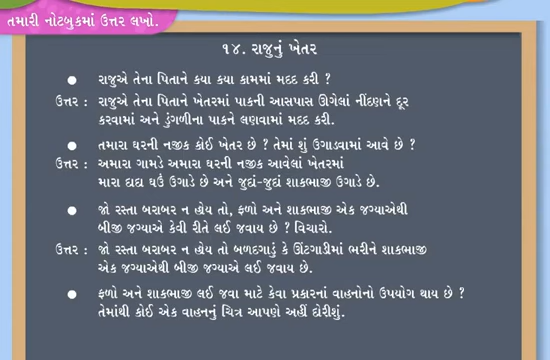 તમારી નોટબુકમાં ઉત્તર લખો.
૧૪. રાજુનું ખેતર
● રાજુએ તેના પિતાને કયા કયા કામમાં મદદ કરી ?
ઉત્તર : રાજુએ તેના પિતાને ખેતરમાં પાકની આસપાસ ઊગેલાં નીંદણને દૂર
કરવામાં અને ડુંગળીના પાકને લણવામાં મદદ કરી.
● તમારા ઘરની નજીક કોઈ ખેતર છે ? તેમાં શું ઉગાડવામાં આવે છે ?
ઉત્તર : અમારા ગામડે અમારા ઘરની નજીક આવેલાં ખેતરમાં
મારા દાદા ઘઉં ઉગાડે છે અને જુદાં-જુદાં શાકભાજી ઉગાડે છે.
● જો રસ્તા બરાબર ન હોય તો, ફળો અને શાકભાજી એક જગ્યાએથી
બીજી જગ્યાએ કેવી રીતે લઈ જવાય છે ? વિચારો.
ઉત્તર : જો રસ્તા બરાબર ન હોય તો બળદગાડું કે ઊંટગાડીમાં ભરીને શાકભાજી
એક જગ્યાએથી બીજી જગ્યાએ લઈ જવાય છે.
● ફળો અને શાકભાજી લઈ જવા માટે કેવા પ્રકારનાં વાહનોનો ઉપયોગ થાય છે ?
તેમાંથી કોઈ એક વાહનનું ચિત્ર આપણે અહીં દોરીશું.